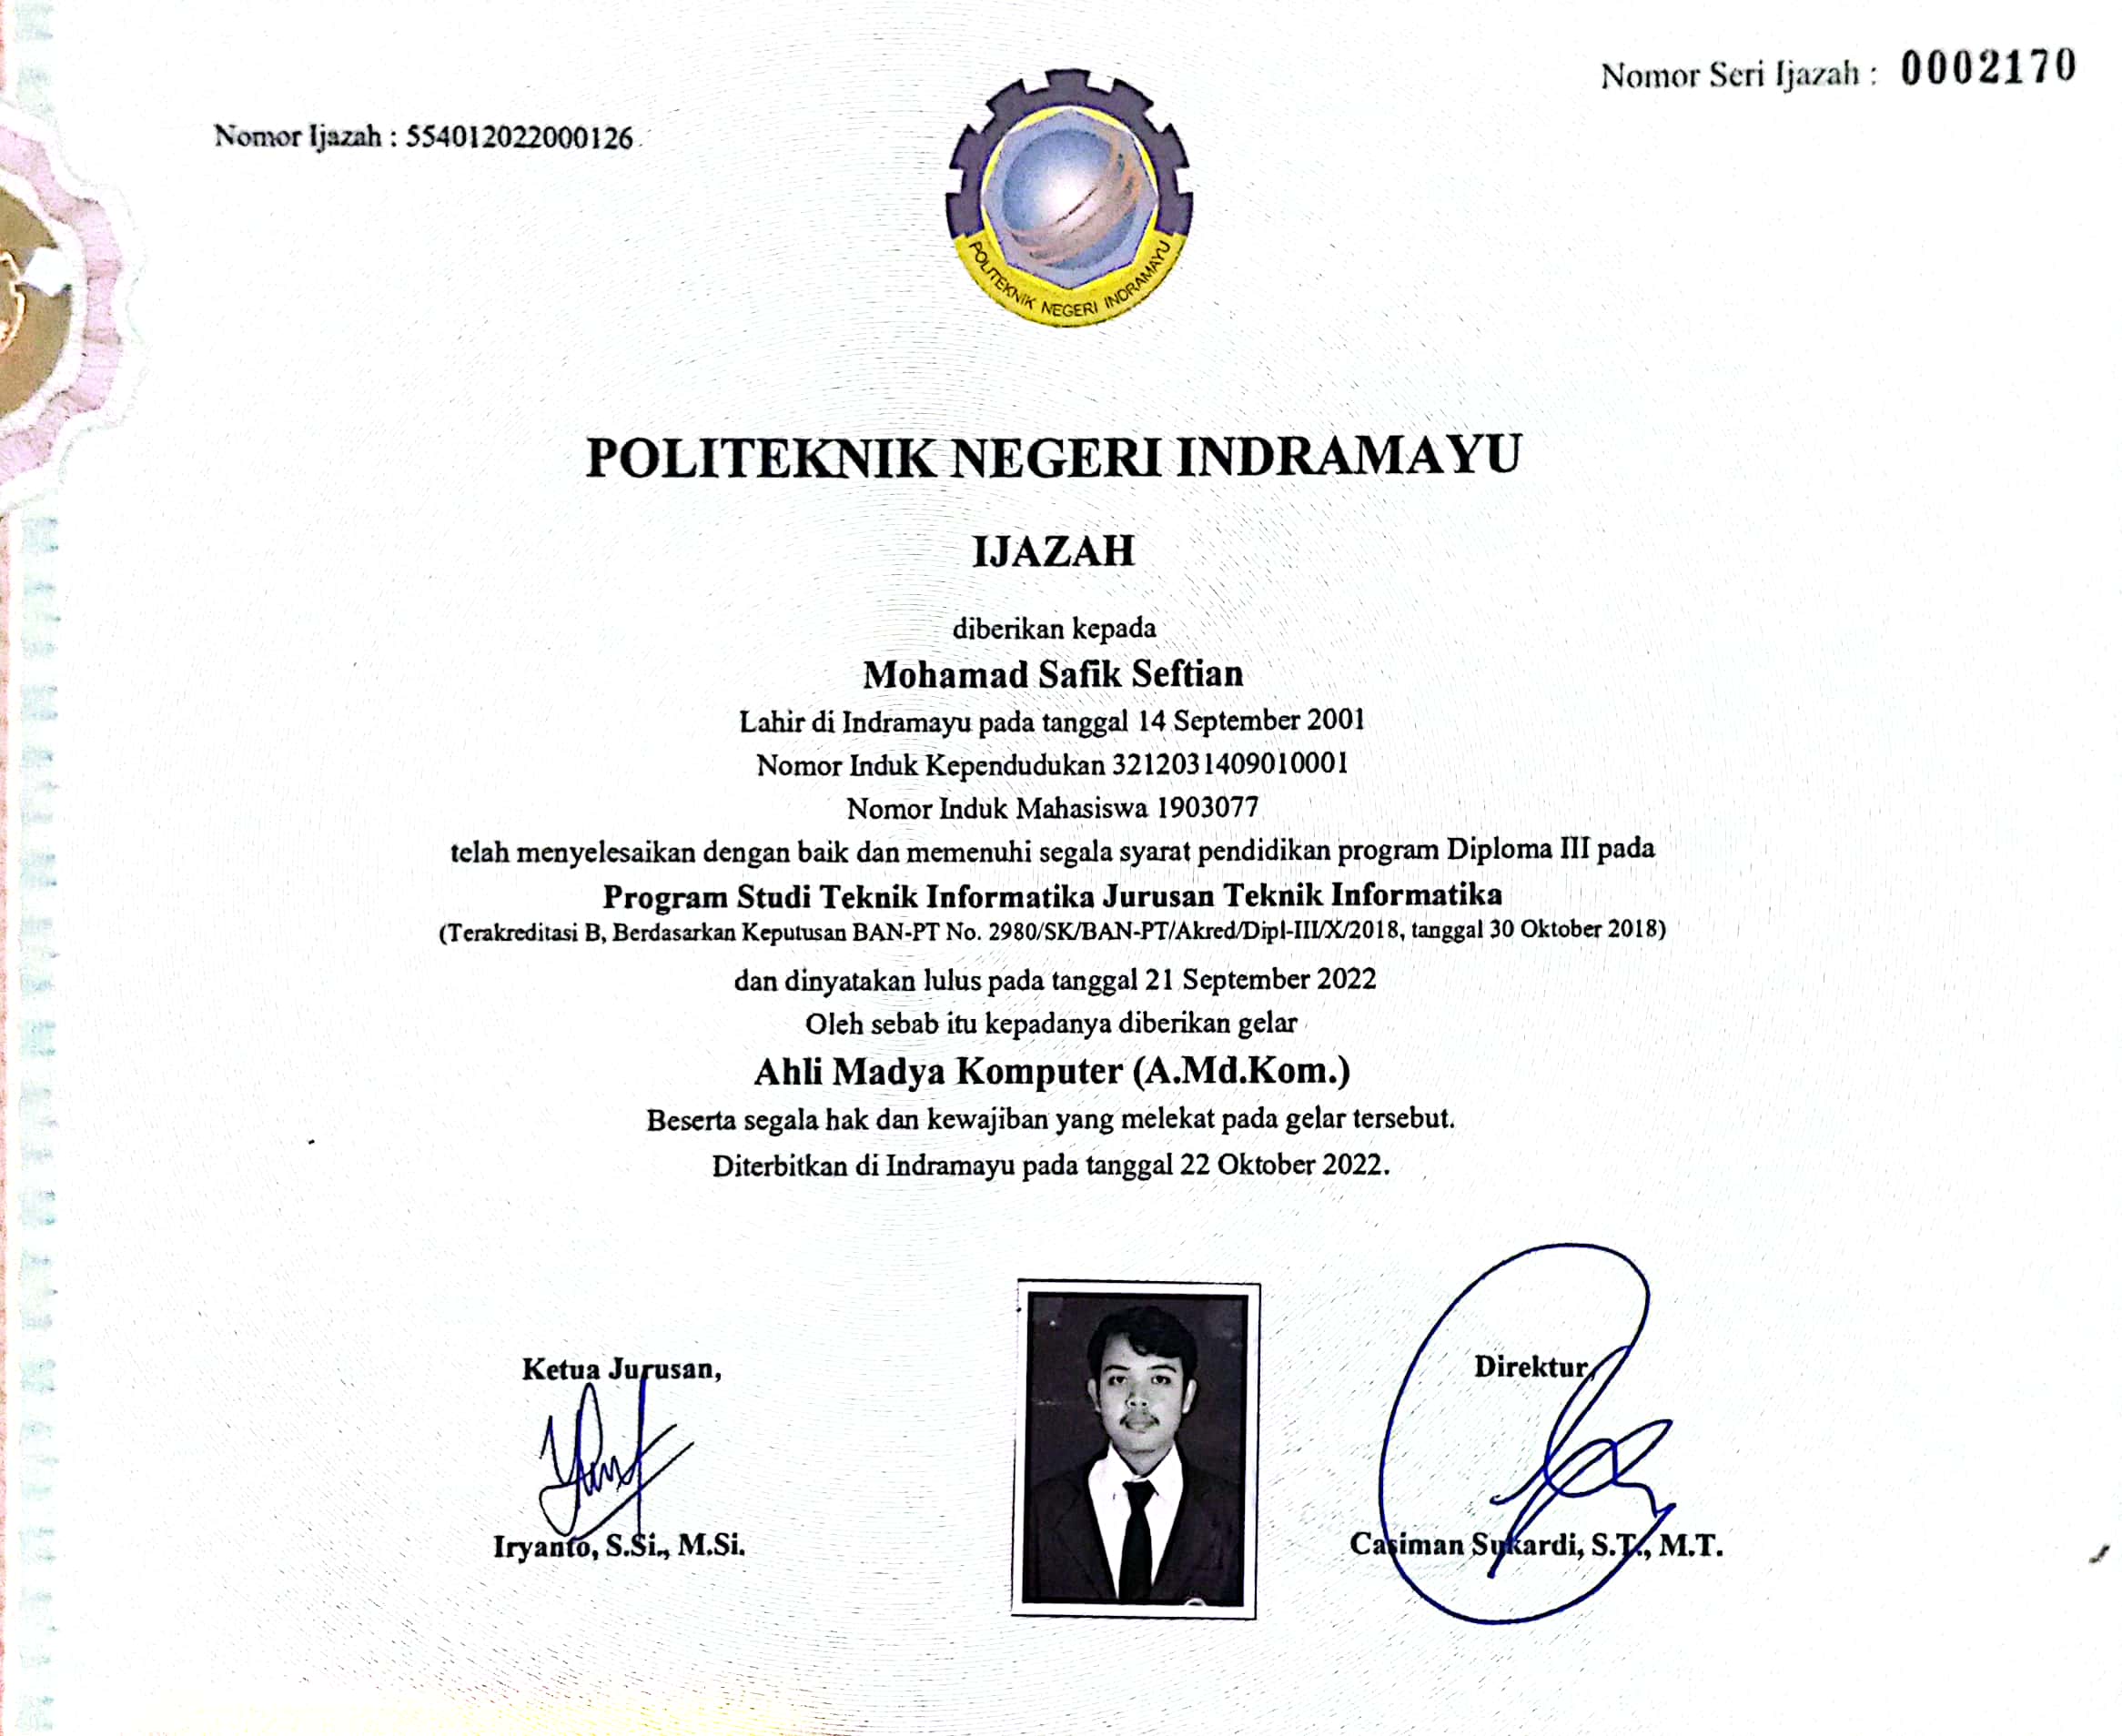 Nomor Seri Ijazah : 0002170
Nomor Ijazah : 554012022000126
POLITEKNIK NEGERI INDRAMAYU
POLITEKNIK NEGERI INDRAMAYU
IJAZAH
diberikan kepada
Mohamad Safik Seftian
Lahir di Indramayu pada tanggal 14 September 2001
Nomor Induk Kependudukan 3212031409010001
Nomor Induk Mahasiswa 1903077
telah menyelesaikan dengan baik dan memenuhi segala syarat pendidikan program Diploma III pada
Program Studi Teknik Informatika Jurusan Teknik Informatika
(Terakreditasi B, Berdasarkan Keputusan BAN-PT No. 2980/SK/BAN-PT/Akred/Dipl-III/X/2018, tanggal 30 Oktober 2018)
dan dinyatakan lulus pada tanggal 21 September 2022
Oleh sebab itu kepadanya diberikan gelar
Ahli Madya Komputer (A.Md.Kom.)
Beserta segala hak dan kewajiban yang melekat pada gelar tersebut.
Diterbitkan di Indramayu pada tanggal 22 Oktober 2022.
Ketua Jurusan,
Direktur
Iryanto, S.Si., M.Si.
Casiman Sukardi, S.T., M.T.